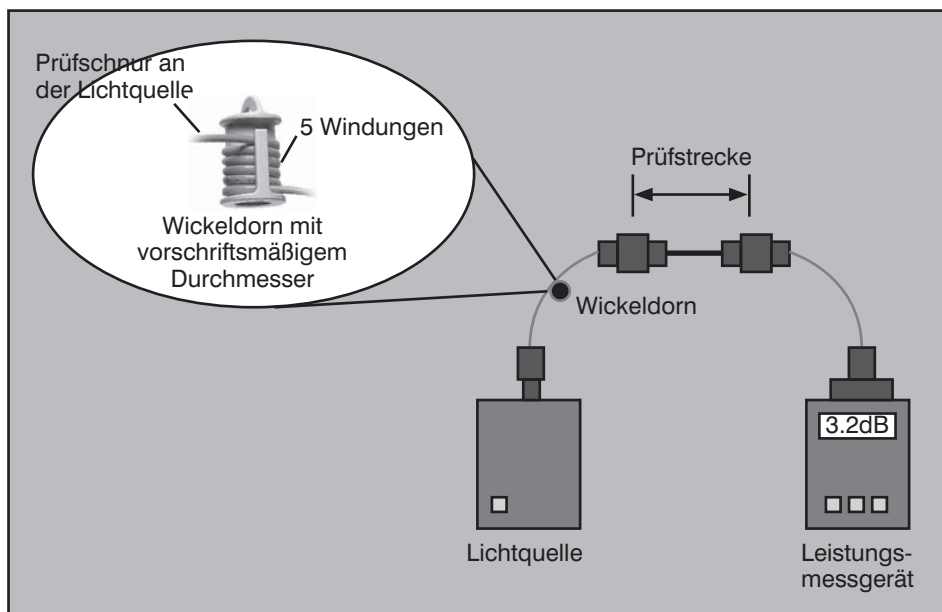 Prüfschnur an
der Lichtquelle
5 Windungen
Wickeldorn mit
vorschriftsmäßigem
Durchmesser
Prüfstrecke
Wickeldorn
3.2dB
Lichtquelle
Leistungs-
messgerät